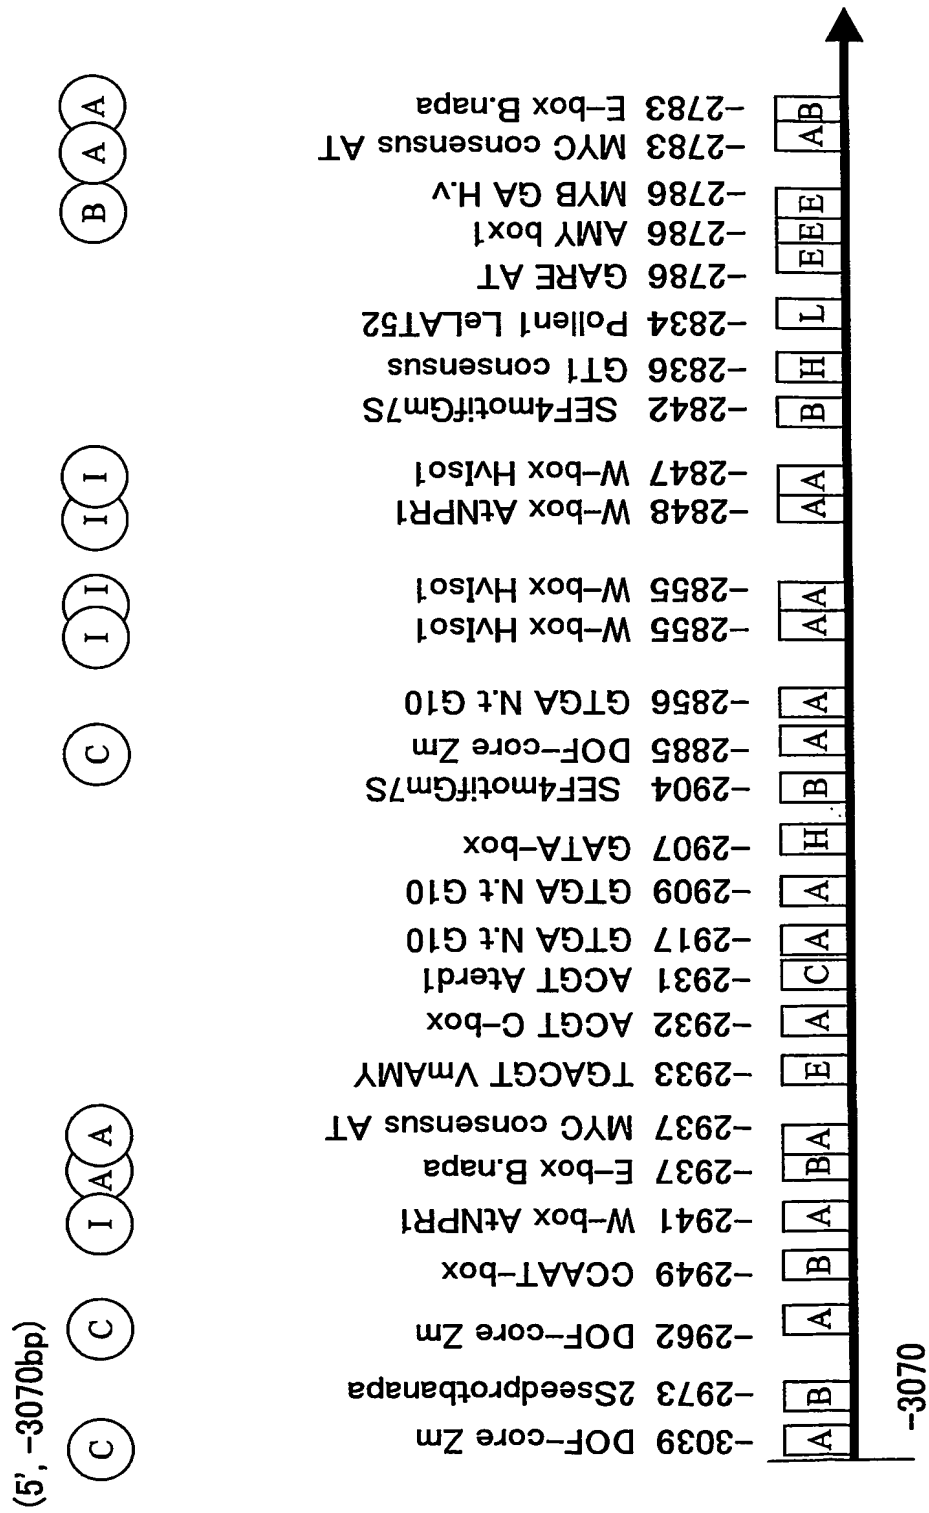 (5', −3070bp)
C C I A A C I I I I B A A
−3039 DOF−core Zm
−2973 2Sseedprotbanapa
−2962 DOF−core Zm
−2949 CCAAT−box
−2941 W−box AtNPR1
−2937 E−box B.napa
−2937 MYC consensus AT
−2933 TGACGT VmAMY
−2932 ACGT C−box
−2931 ACGT Aterd1
−2917 GTGA N.t G10
−2909 GTGA N.t G10
−2907 GATA−box
−2904 SEF4motifGm7S
−2885 DOF−core Zm
−2856 GTGA N.t G10
−2855 W−box HvIso1
−2855 W−box HvIso1
−2848 W−box AtNPR1
−2847 W−box HvIso1
−2842 SEF4motifGm7S
−2836 GT1 consensus
−2834 Pollen1 LeLAT52
−2786 GARE AT
−2786 AMY box1
−2786 MYB GA H.v
−2783 MYC consensus AT
−2783 E−box B.napa
A B A B A B A E A C A A H B A A A A A A B H L E E E A B
−3070